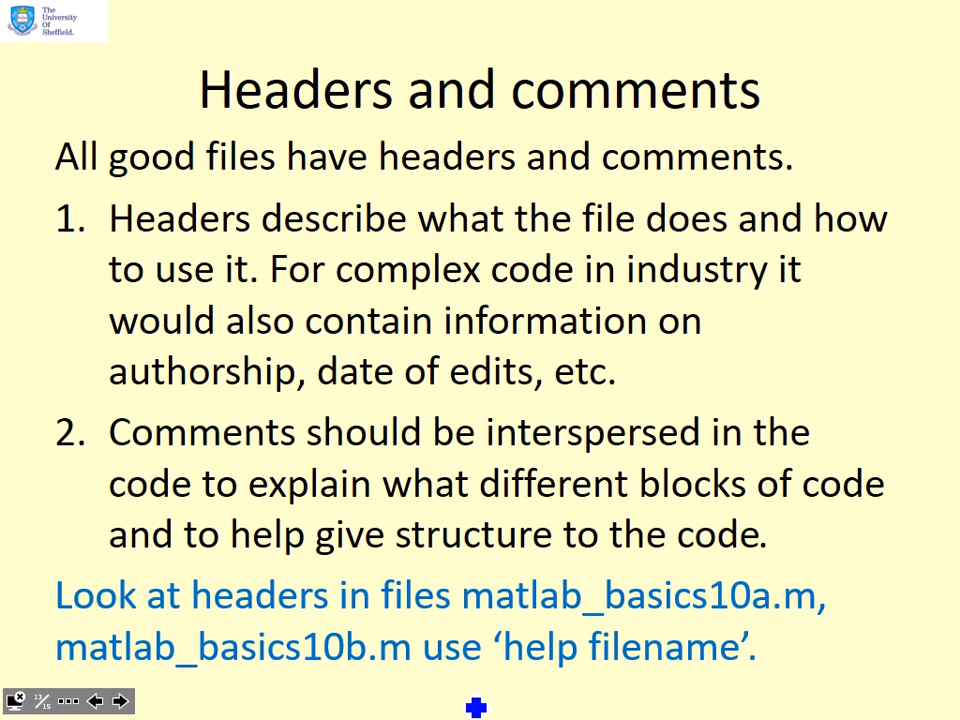 The
University
Of
Sheffield.
Headers and comments
All good files have headers and comments.
1. Headers describe what the file does and how
to use it. For complex code in industry it
would also contain information on
authorship, date of edits, etc.
2. Comments should be interspersed in the
code to explain what different blocks of code
and to help give structure to the code.
Look at headers in files matlab_basics10a.m,
matlab_basics10b.m use ‘help filename’.
13/15